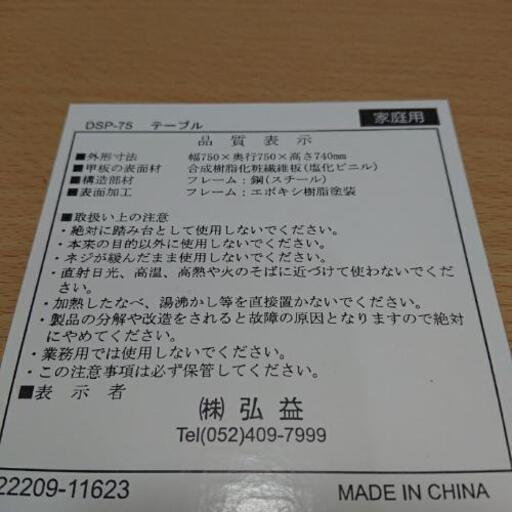 DSP-75 テーブル
家庭用
品質表示
■外形寸法 幅750×奥行750×高さ740mm
■甲板の表面材 合成樹脂化粧繊維板(塩化ビニル)
■構造部材 フレーム:鋼(スチール)
■表面加工 フレーム:エポキシ樹脂塗装
■取扱い上の注意
・絶対に踏み台として使用しないでください。
・本来の目的以外に使用しないでください。
・ネジが緩んだまま使用しないでください。
・直射日光、高温、高熱や火のそばに近づけて使わないでくだ
さい。
・加熱したなべ、湯沸かし等を直接置かないでください。
・製品の分解や改造をされると故障の原因となりますので絶対
にやめてください。
・業務用では使用しないでください。
・この注意事項は必ず保管してください。
■表示者
㈱弘益
Tel(052)409-7999
22209-11623
MADE IN CHINA